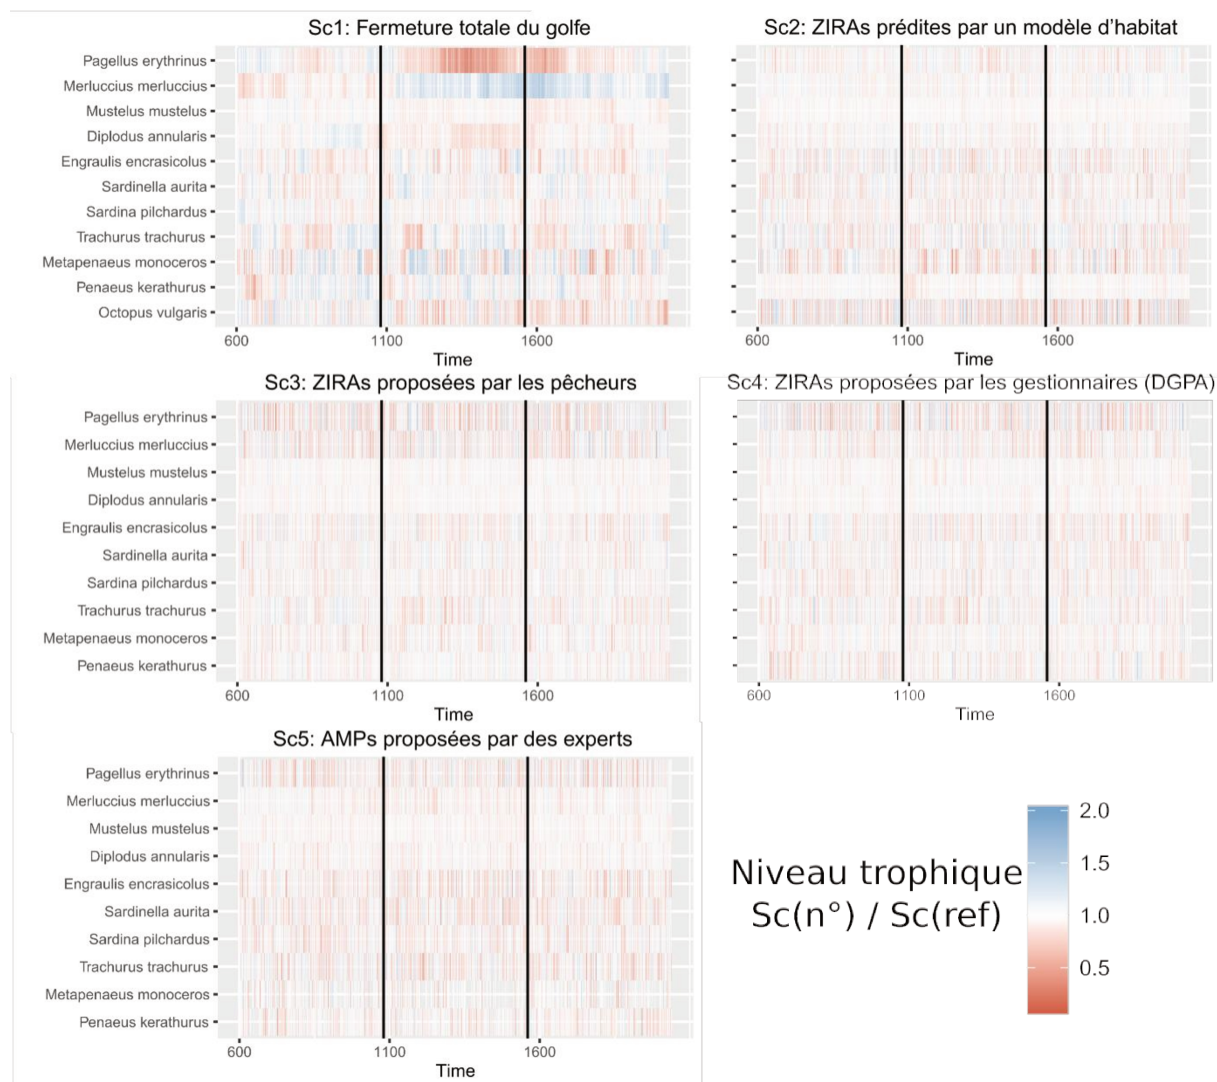 Sc1: Fermeture totale du golfe
Pagellus erythrinus
Merluccius merluccius
Mustelus mustelus
Diplodus annularis
Engraulis encrasicolus
Sardinella aurita
Sardina pilchardus
Trachurus trachurus
Metapenaeus monoceros
Penaeus kerathurus
Octopus vulgaris
600 1100 1600
Time
Sc2: ZIRAs prédites par un modèle d'habitat
600 1100 1600
Time
Sc3: ZIRAs proposées par les pêcheurs
Pagellus erythrinus
Merluccius merluccius
Mustelus mustelus
Diplodus annularis
Engraulis encrasicolus
Sardinella aurita
Sardina pilchardus
Trachurus trachurus
Metapenaeus monoceros
Penaeus kerathurus
600 1100 1600
Time
Sc4: ZIRAs proposées par les gestionnaires (DGPA)
600 1100 1600
Time
Sc5: AMPs proposées par des experts
Pagellus erythrinus
Merluccius merluccius
Mustelus mustelus
Diplodus annularis
Engraulis encrasicolus
Sardinella aurita
Sardina pilchardus
Trachurus trachurus
Metapenaeus monoceros
Penaeus kerathurus
600 1100 1600
Time
Niveau trophique
Sc(n°) / Sc(ref)
2.0
1.5
1.0
0.5